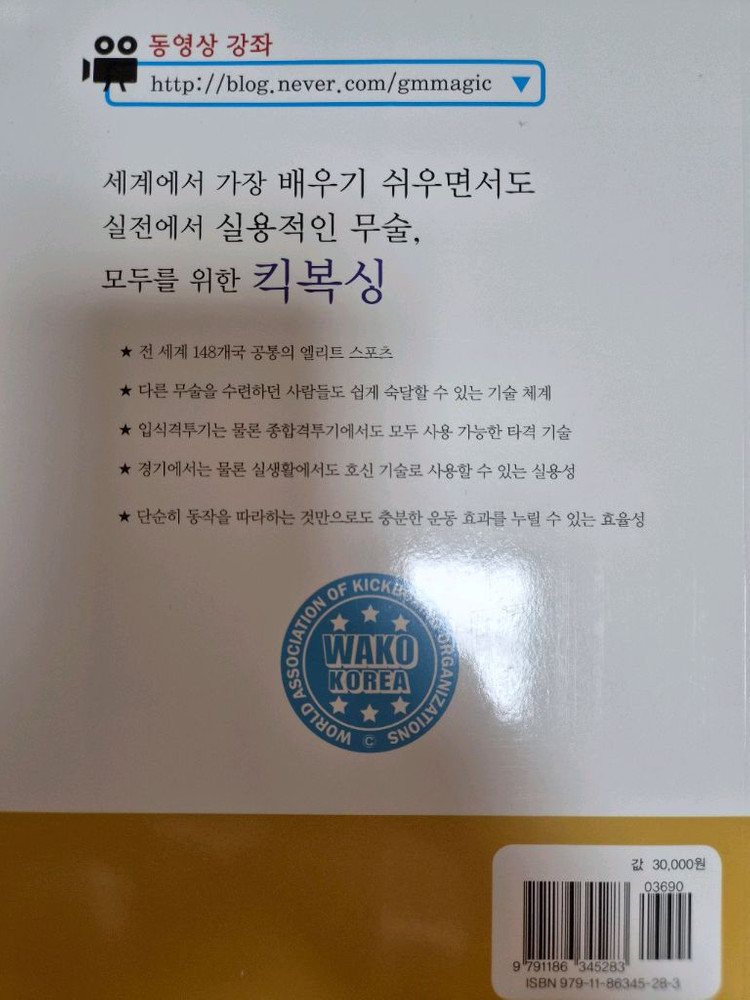 동영상 강좌
http://blog.never.com/gmmagic
세계에서 가장 배우기 쉬우면서도
실전에서 실용적인 무술,
모두를 위한 킥복싱
★ 전 세계 148개국 공통의 엘리트 스포츠
★ 다른 무술을 수련하던 사람들도 쉽게 숙달할 수 있는 기술 체계
★ 입식격투기는 물론 종합격투기에서도 모두 사용 가능한 타격 기술
★ 경기에서는 물론 실생활에서도 호신 기술로 사용할 수 있는 실용성
★ 단순히 동작을 따라하는 것만으로도 충분한 운동 효과를 누릴 수 있는 효율성
WORLD ASSOCIATION OF KICKBOXING ORGANIZATIONS
WAKO
KOREA
©
값 30,000원
03690
9 791186 345283
ISBN 979-11-86345-28-3